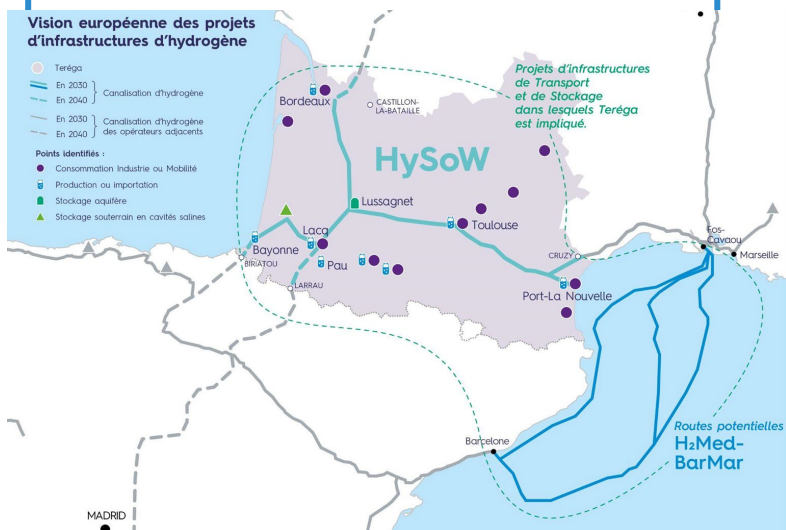 Vision européenne des projets
d'infrastructures d'hydrogène
Teréga
En 2030
En 2040
Canalisation d'hydrogène
En 2030
En 2040
Canalisation d'hydrogène
des opérateurs adjacents
Points identifiés :
Consommation Industrie ou Mobilité
Production ou importation
Stockage aquifère
Stockage souterrain en cavités salines
Projets d'infrastructures
de Transport
et de Stockage
dans lesquels Teréga
est impliqué.
Bordeaux
CASTILLON-
LA-BATAILLE
HySoW
Lussagnet
Toulouse
Lacq
Bayonne
BIRIATOU
Pau
LARRAU
CRUZY
Port-La Nouvelle
Fos-
Cavaou
Marseille
Barcelone
Routes potentielles
H₂Med-
BarMar
MADRID